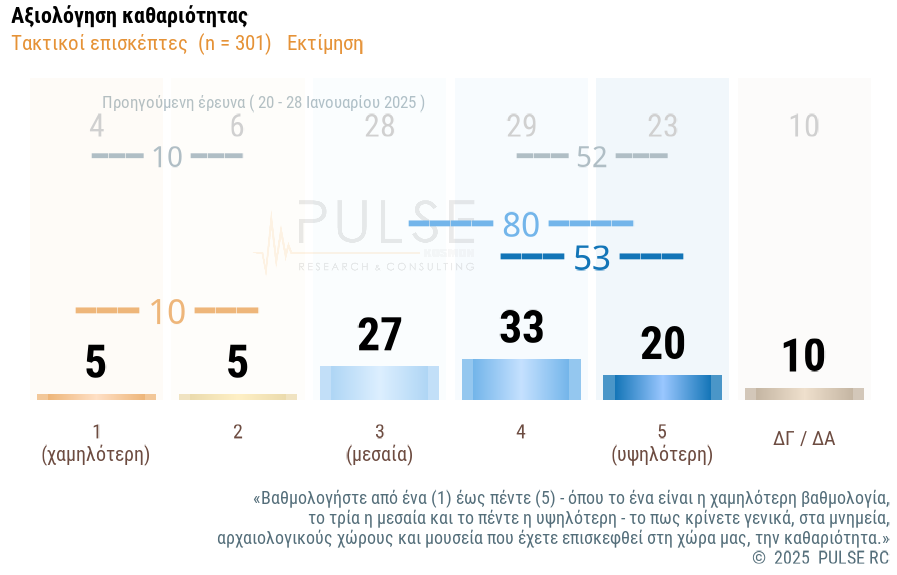 Αξιολόγηση καθαριότητας
Τακτικοί επισκέπτες (n = 301) Εκτίμηση
Προηγούμενη έρευνα ( 20 - 28 Ιανουαρίου 2025 )
4 6 28 29 23 10
10 52
PULSE
80
53
RESEARCH & CONSULTING
10
5 5 27 33 20 10
1 2 3 4 5 ΔΓ / ΔΑ
(χαμηλότερη) (μεσαία) (υψηλότερη)
«Βαθμολογήστε από ένα (1) έως πέντε (5) - όπου το ένα είναι η χαμηλότερη βαθμολογία,
το τρία η μεσαία και το πέντε η υψηλότερη - το πως κρίνετε γενικά, στα μνημεία,
αρχαιολογικούς χώρους και μουσεία που έχετε επισκεφθεί στη χώρα μας, την καθαριότητα.»
© 2025 PULSE RC